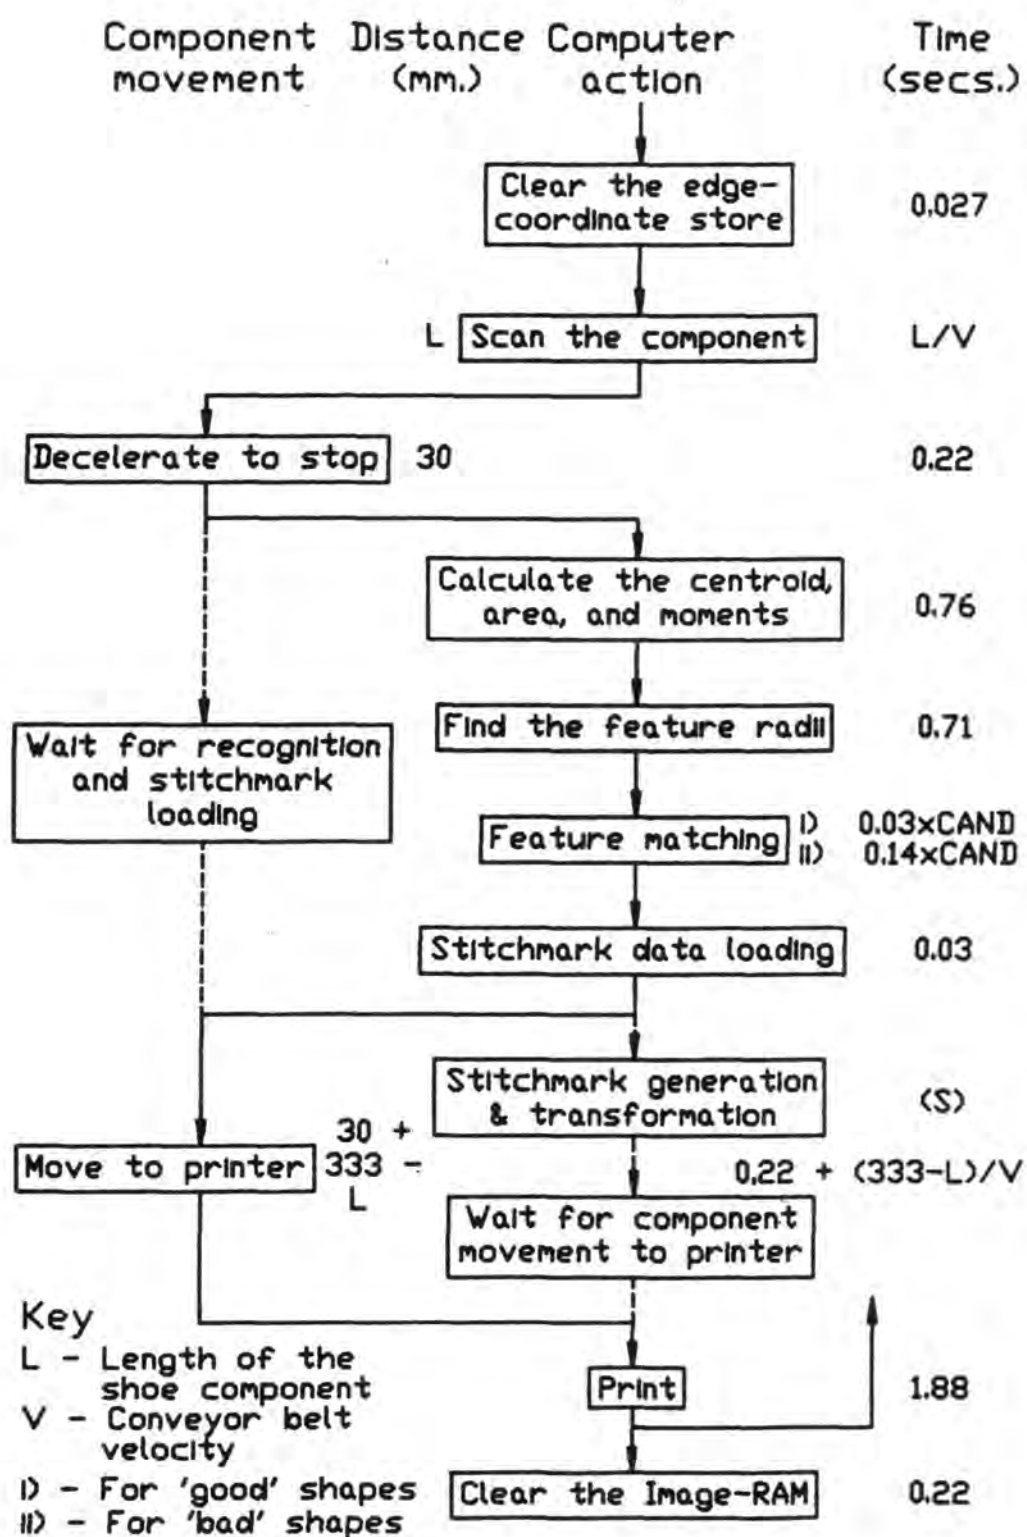 Component Distance Computer Time
movement (mm.) action (secs.)
Clear the edge-
coordinate store
0.027
L Scan the component L/V
Decelerate to stop 30 0.22
Calculate the centroid,
area, and moments
0.76
Find the feature radii 0.71
Wait for recognition
and stitchmark
loading
Feature matching
I) 0.03xCAND
II) 0.14xCAND
Stitchmark data loading 0.03
Stitchmark generation
& transformation
(S)
Move to printer
30 +
333 -
L
0.22 + (333-L)/V
Wait for component
movement to printer
Print 1.88
Clear the Image-RAM 0.22
Key
L - Length of the
shoe component
V - Conveyor belt
velocity
I) - For 'good' shapes
II) - For 'bad' shapes